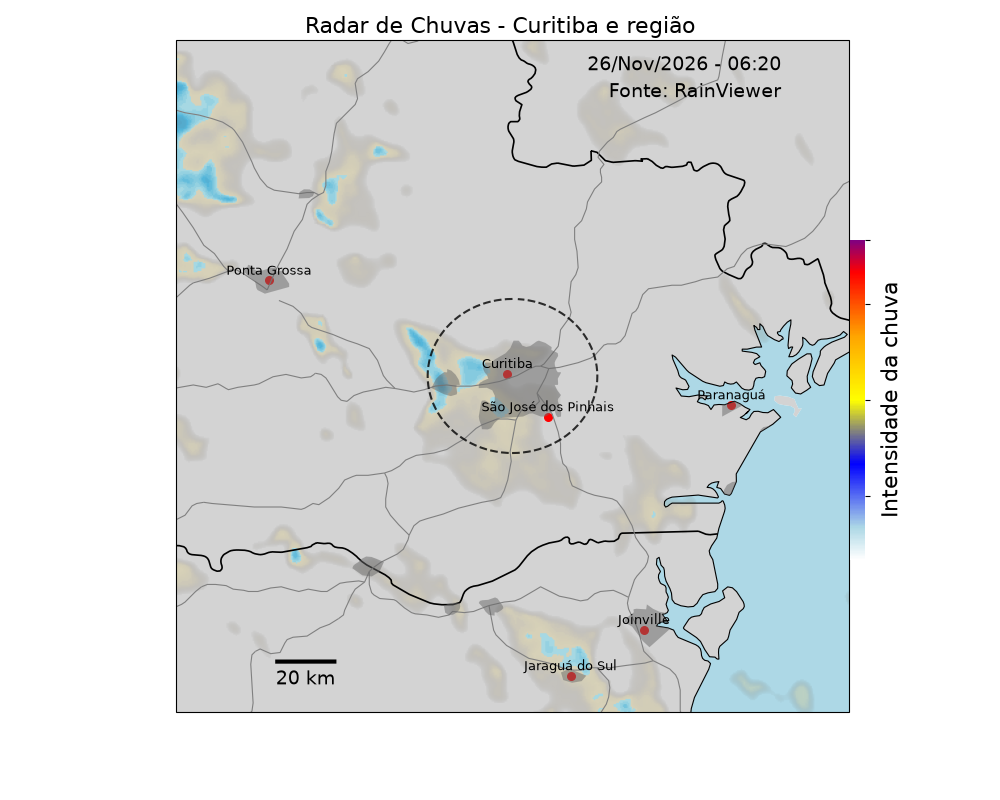 Radar de Chuvas - Curitiba e região
26/Nov/2026 - 06:20
Fonte: RainViewer
Ponta Grossa
Curitiba
Paranaguá
São José dos Pinhais
Intensidade da chuva
Joinville
Jaraguá do Sul
20 km